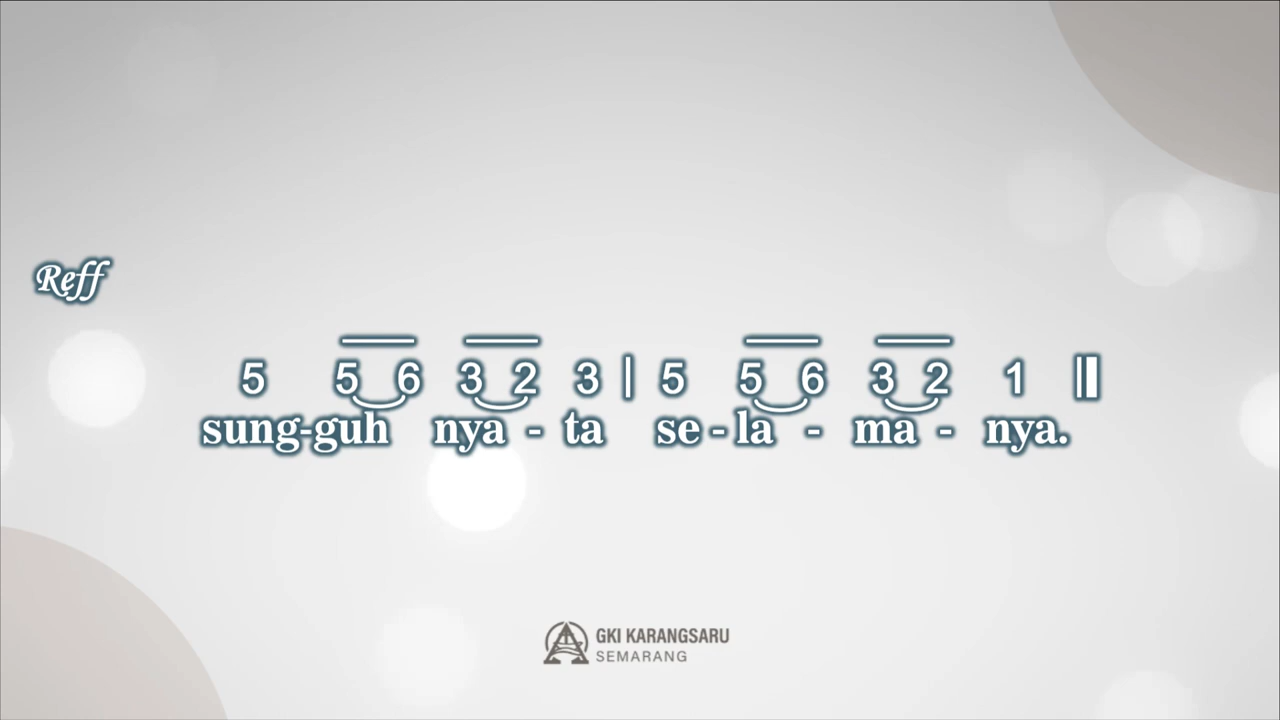 Reff
5 5 6 3 2 3 | 5 5 6 3 2 1 ||
sung-guh nya - ta se - la - ma - nya.
GKI KARANGSARU
SEMARANG